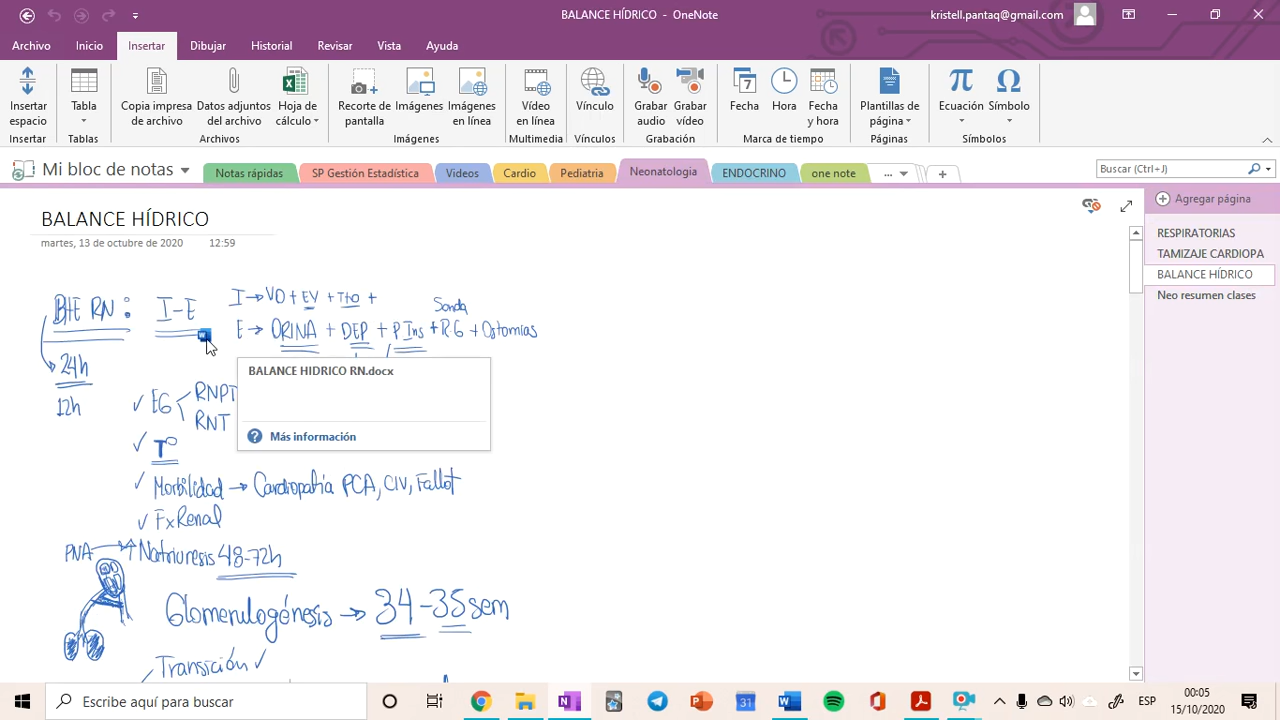 BALANCE HÍDRICO - OneNote
kristell.pantaq@gmail.com
Archivo Inicio Insertar Dibujar Historial Revisar Vista Ayuda
Insertar espacio
Tabla
Copia impresa de archivo
Datos adjuntos del archivo
Hoja de cálculo
Recorte de pantalla
Imágenes
Imágenes en línea
Vídeo en línea
Vínculo
Grabar audio
Grabar vídeo
Fecha
Hora
Fecha y hora
Plantillas de página
Ecuación
Símbolo
Insertar Tablas Archivos Imágenes Multimedia Vínculos Grabación Marca de tiempo Páginas Símbolos
Mi bloc de notas
Notas rápidas SP Gestión Estadística Videos Cardio Pediatria Neonatologia ENDOCRINO one note ...
Buscar (Ctrl+J)
Agregar página
RESPIRATORIAS
TAMIZAJE CARDIOPA
BALANCE HÍDRICO
Neo resumen clases
BALANCE HÍDRICO
martes, 13 de octubre de 2020 12:59
BHE RN: I-E
I → VO + EV + Tto +
Sonda
E → ORINA + DEP + P Ins + RG + Ostomias
24h
12h
BALANCE HIDRICO RN.docx
Más información
✓ EG RNPT
RNT
✓ T°
✓ Morbilidad → Cardiopatía PCA, CIV, Fallot
✓ Fx Renal
PNA → ↑ Natriuresis 48-72h
Glomerulogénesis → 34-35 sem
Transición ✓
Escribe aquí para buscar
31
ESP
00:05
15/10/2020